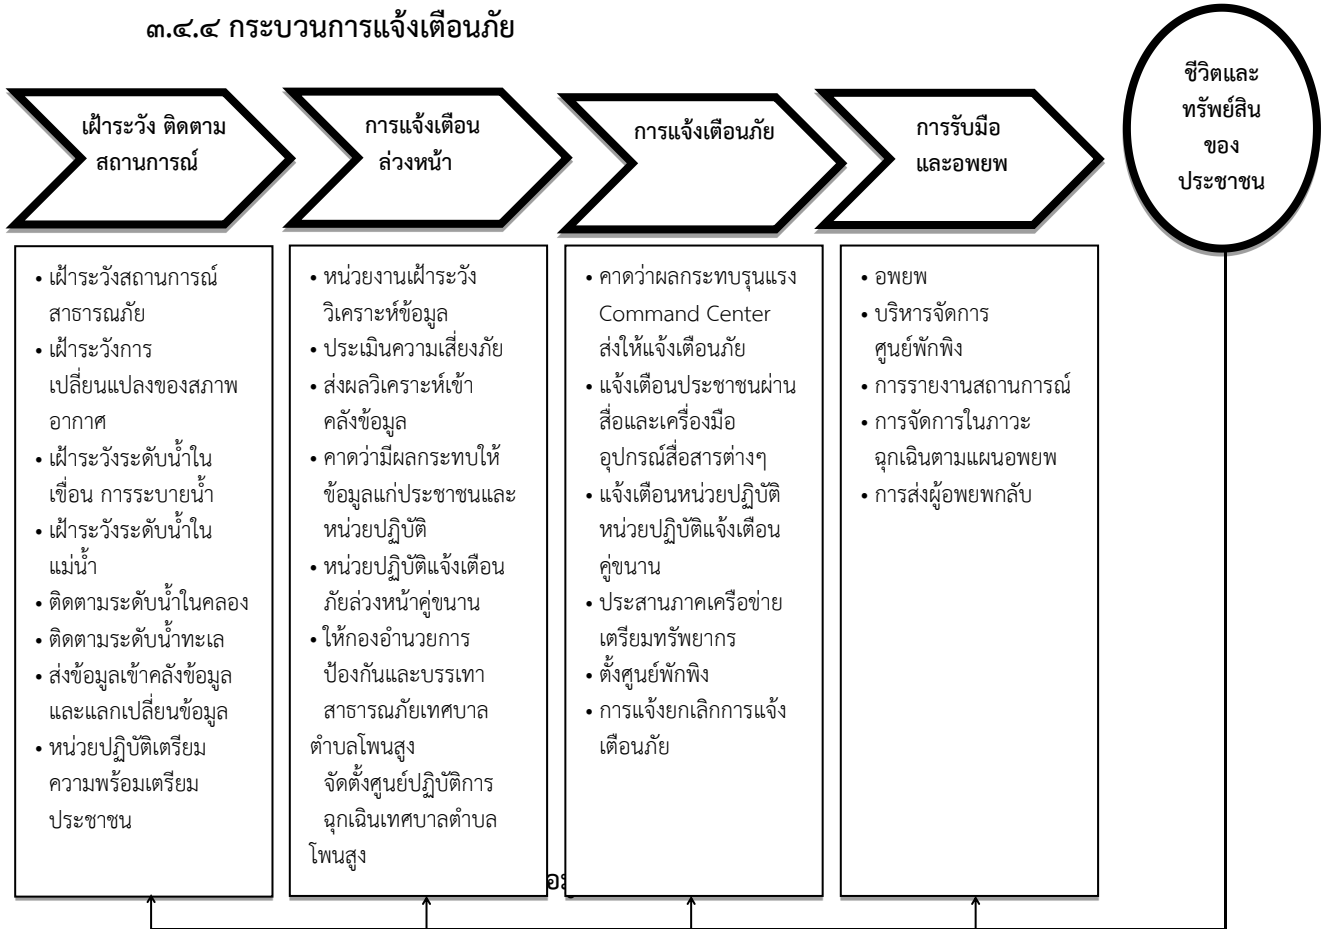 ๓.๔.๔ กระบวนการแจ้งเตือนภัย
เฝ้าระวัง ติดตาม
สถานการณ์
การแจ้งเตือน
ล่วงหน้า
การแจ้งเตือนภัย
การรับมือ
และอพยพ
ชีวิตและ
ทรัพย์สิน
ของ
ประชาชน
• เฝ้าระวังสถานการณ์
สาธารณภัย
• เฝ้าระวังการ
เปลี่ยนแปลงของสภาพ
อากาศ
• เฝ้าระวังระดับน้ำใน
เขื่อน การระบายน้ำ
• เฝ้าระวังระดับน้ำใน
แม่น้ำ
• ติดตามระดับน้ำในคลอง
• ติดตามระดับน้ำทะเล
• ส่งข้อมูลเข้าคลังข้อมูล
และแลกเปลี่ยนข้อมูล
• หน่วยปฏิบัติเตรียม
ความพร้อมเตรียม
ประชาชน
• หน่วยงานเฝ้าระวัง
วิเคราะห์ข้อมูล
• ประเมินความเสี่ยงภัย
• ส่งผลวิเคราะห์เข้า
คลังข้อมูล
• คาดว่ามีผลกระทบให้
ข้อมูลแก่ประชาชนและ
หน่วยปฏิบัติ
• หน่วยปฏิบัติแจ้งเตือน
ภัยล่วงหน้าคู่ขนาน
• ให้กองอำนวยการ
ป้องกันและบรรเทา
สาธารณภัยเทศบาล
ตำบลโพนสูง
จัดตั้งศูนย์ปฏิบัติการ
ฉุกเฉินเทศบาลตำบล
โพนสูง
• คาดว่าผลกระทบรุนแรง
Command Center
ส่งให้แจ้งเตือนภัย
• แจ้งเตือนประชาชนผ่าน
สื่อและเครื่องมือ
อุปกรณ์สื่อสารต่างๆ
• แจ้งเตือนหน่วยปฏิบัติ
หน่วยปฏิบัติแจ้งเตือน
คู่ขนาน
• ประสานภาคเครือข่าย
เตรียมทรัพยากร
• ตั้งศูนย์พักพิง
• การแจ้งยกเลิกการแจ้ง
เตือนภัย
• อพยพ
• บริหารจัดการ
ศูนย์พักพิง
• การรายงานสถานการณ์
• การจัดการในภาวะ
ฉุกเฉินตามแผนอพยพ
• การส่งผู้อพยพกลับ